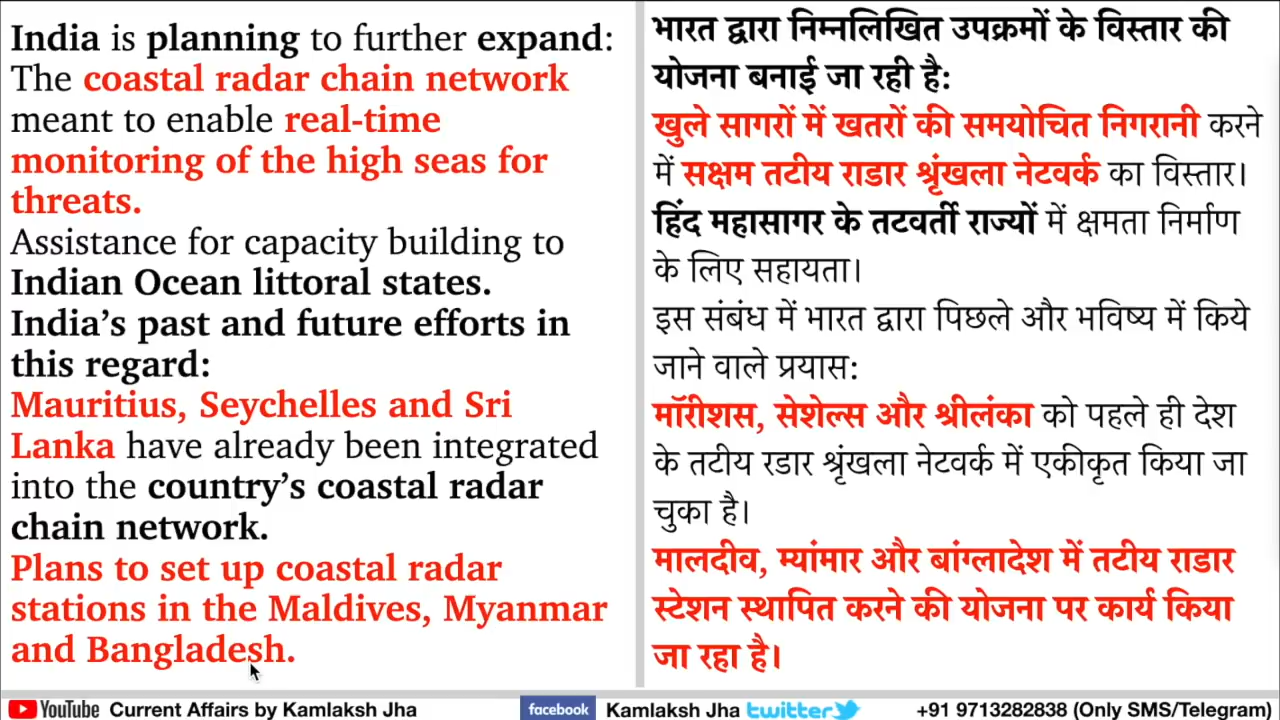 India is planning to further expand:
The coastal radar chain network
meant to enable real-time
monitoring of the high seas for
threats.
Assistance for capacity building to
Indian Ocean littoral states.
India's past and future efforts in
this regard:
Mauritius, Seychelles and Sri
Lanka have already been integrated
into the country's coastal radar
chain network.
Plans to set up coastal radar
stations in the Maldives, Myanmar
and Bangladesh.
भारत द्वारा निम्नलिखित उपक्रमों के विस्तार की
योजना बनाई जा रही है:
खुले सागरों में खतरों की समयोचित निगरानी करने
में सक्षम तटीय राडार श्रृंखला नेटवर्क का विस्तार।
हिंद महासागर के तटवर्ती राज्यों में क्षमता निर्माण
के लिए सहायता।
इस संबंध में भारत द्वारा पिछले और भविष्य में किये
जाने वाले प्रयास:
मॉरीशस, सेशेल्स और श्रीलंका को पहले ही देश
के तटीय रडार श्रृंखला नेटवर्क में एकीकृत किया जा
चुका है।
मालदीव, म्यांमार और बांग्लादेश में तटीय राडार
स्टेशन स्थापित करने की योजना पर कार्य किया
जा रहा है।
YouTube Current Affairs by Kamlaksh Jha facebook Kamlaksh Jha twitter +91 9713282838 (Only SMS/Telegram)